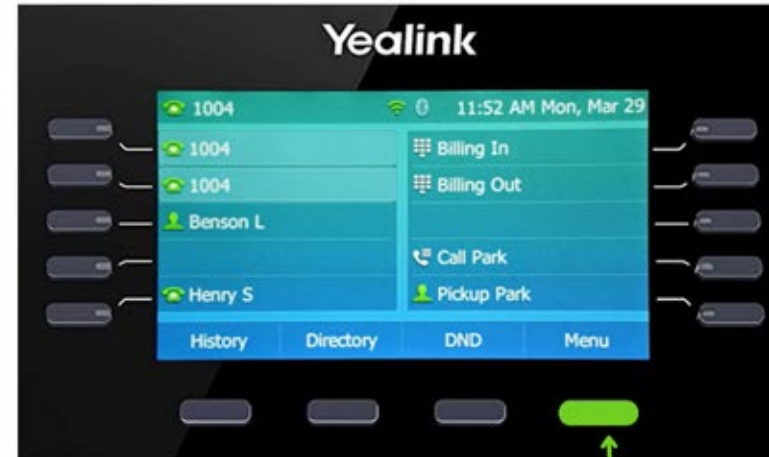 Yealink
1004 11:52 AM Mon, Mar 29
1004 Billing In
1004 Billing Out
Benson L
Call Park
Henry S Pickup Park
History Directory DND Menu